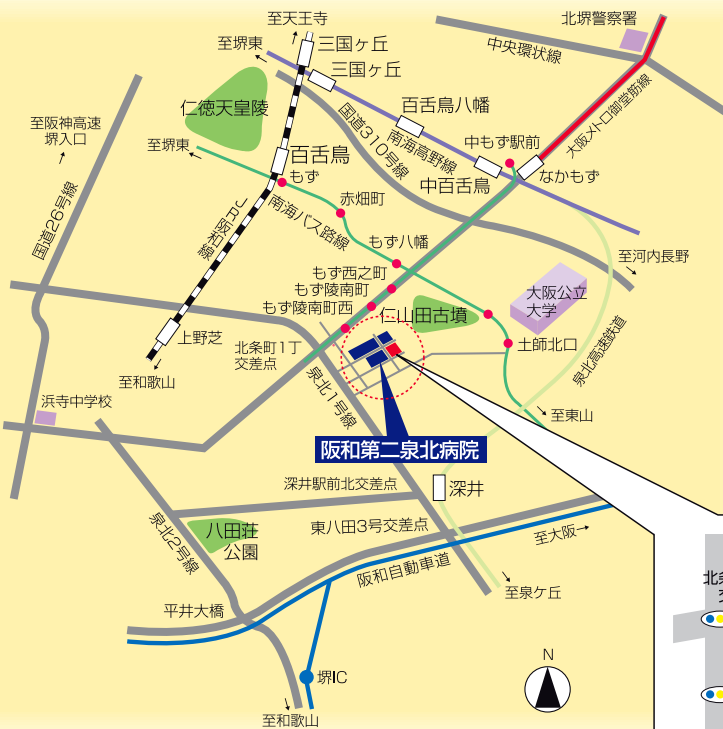 至天王寺
北堺警察署
至堺東
三国ヶ丘
三国ヶ丘
中央環状線
仁徳天皇陵
国道310号線
百舌鳥八幡
大阪メトロ御堂筋線
至阪神高速
堺入口
至堺東
南海高野線
中もず駅前
百舌鳥
中百舌鳥
なかもず
もず
赤畑町
国道26号線
JR阪和線
南海バス路線
もず八幡
至河内長野
もず西之町
もず陵南町
もず陵南町西
仁山田古墳
大阪公立
大学
上野芝
北条町1丁
交差点
土師北口
泉北高速鉄道
至和歌山
泉北1号線
浜寺中学校
至東山
阪和第二泉北病院
深井駅前北交差点
深井
八田荘
公園
東八田3号交差点
泉北2号線
至大阪
阪和自動車道
至泉ケ丘
平井大橋
N
堺IC
至和歌山